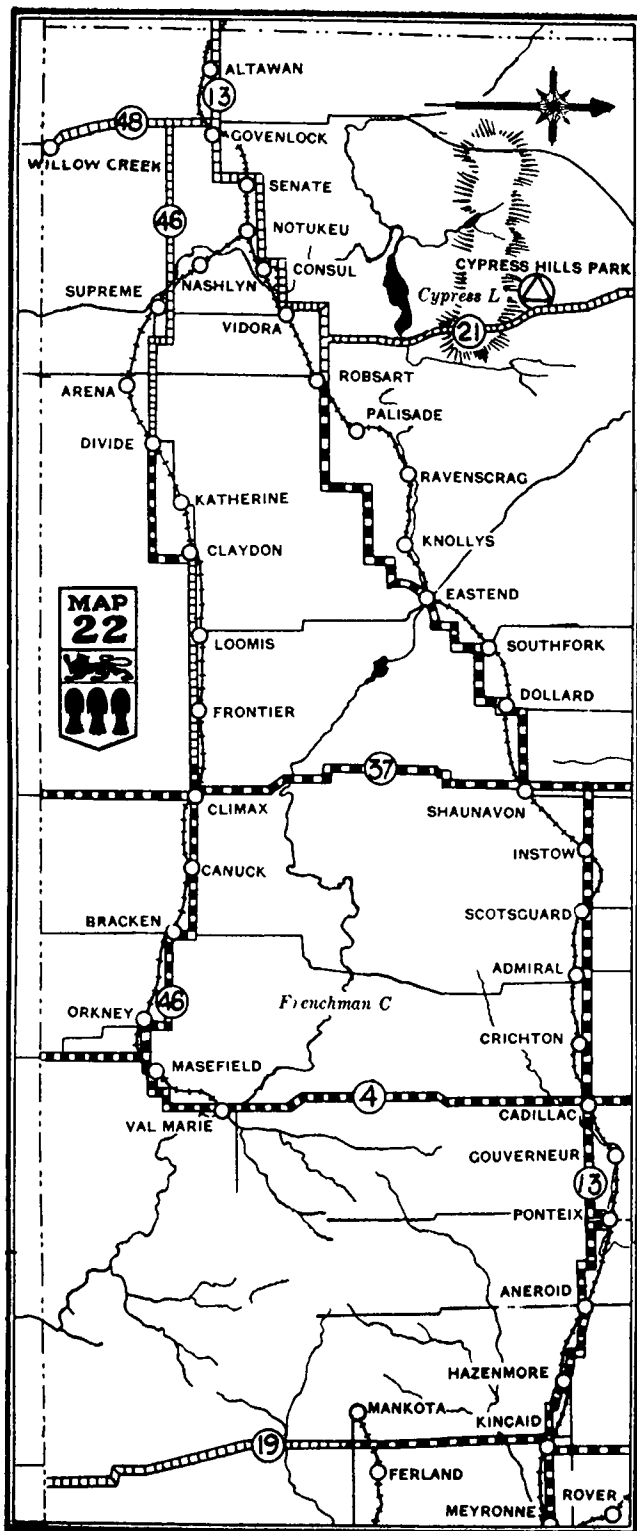 ALTAWAN
13
48
GOVENLOCK
WILLOW CREEK
SENATE
46
NOTUKEU
CONSUL
NASHLYN
CYPRESS HILLS PARK
SUPREME
Cypress L
VIDORA
21
ARENA
ROBSART
PALISADE
DIVIDE
RAVENSCRAG
KATHERINE
KNOLLYS
CLAYDON
EASTEND
MAP
22
LOOMIS
SOUTHFORK
DOLLARD
FRONTIER
37
CLIMAX
SHAUNAVON
INSTOW
CANUCK
SCOTSGUARD
BRACKEN
ADMIRAL
46
Frenchman C
ORKNEY
CRICHTON
MASEFIELD
4
VAL MARIE
CADILLAC
GOUVERNEUR
13
PONTEIX
ANEROID
HAZENMORE
MANKOTA
KINCAID
19
FERLAND
ROVER
MEYRONNE